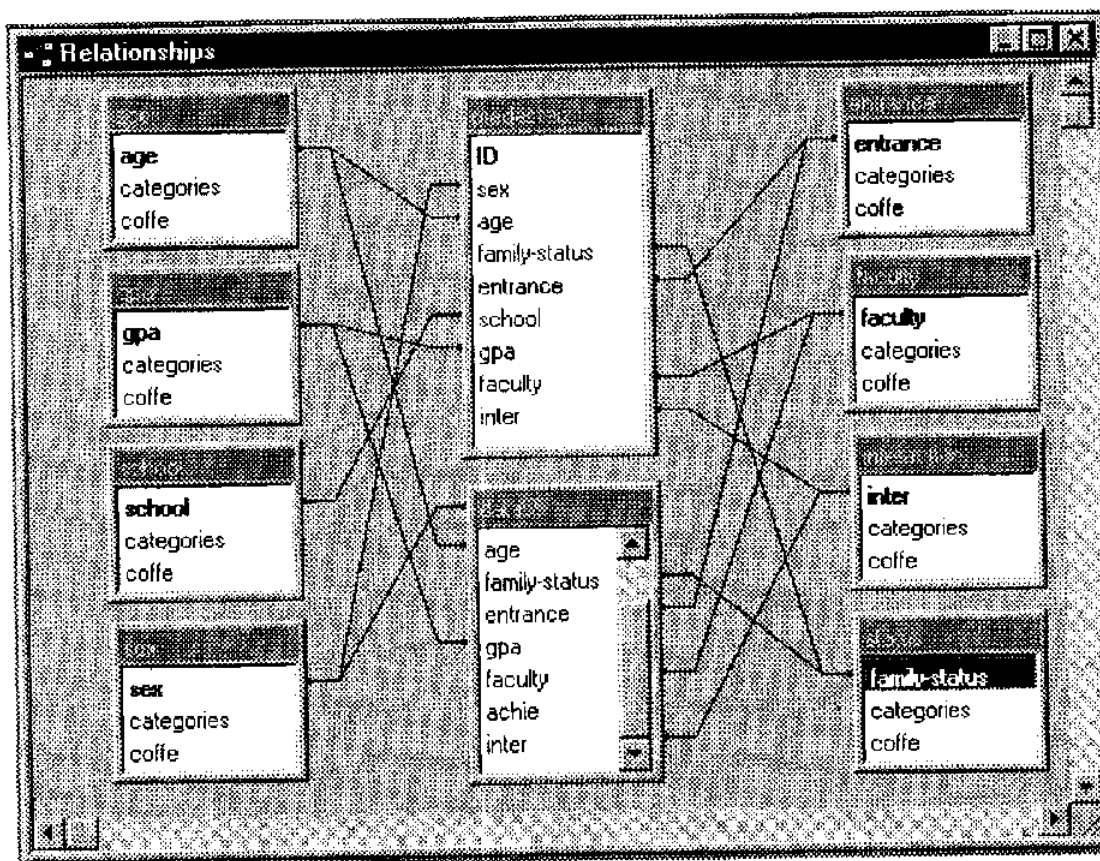 Relationships
age
categories
coffe
gpa
categories
coffe
school
categories
coffe
sex
categories
coffe
ID
sex
age
family-status
entrance
school
gpa
faculty
inter
age
family-status
entrance
gpa
faculty
achie
inter
entrance
categories
coffe
faculty
categories
coffe
inter
categories
coffe
family-status
categories
coffe